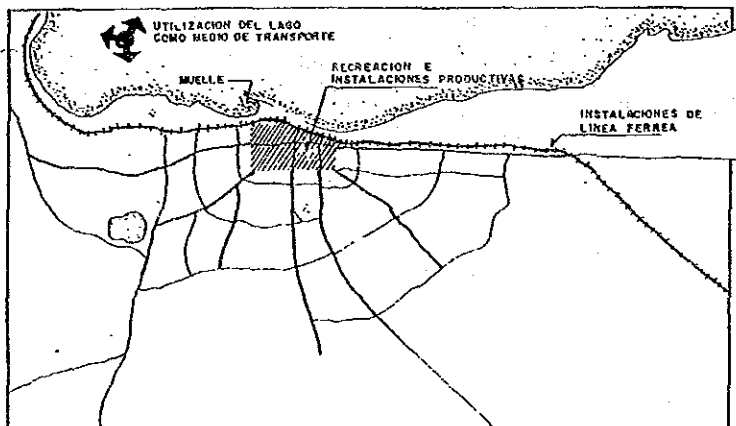 UTILIZACION DEL LAGO
COMO MEDIO DE TRANSPORTE
MUELLE
RECREACION E
INSTALACIONES PRODUCTIVAS
INSTALACIONES DE
LINEA FERREA